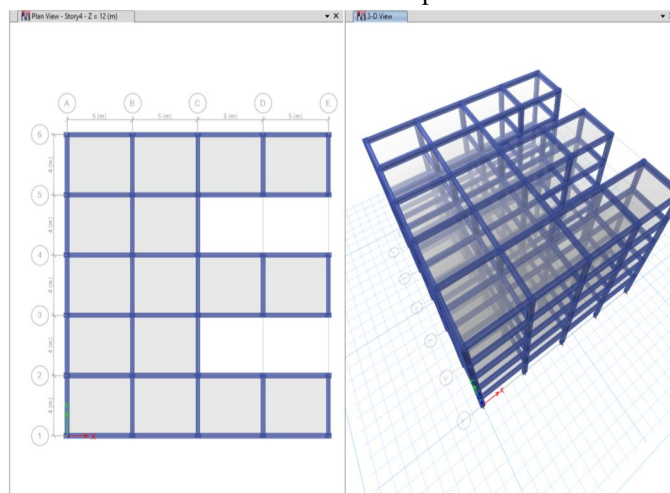 Plan View - Story4 - Z = 12 (m)
3-D View
A B C D E
5 (m) 5 (m) 5 (m) 5 (m)
6
4 (m)
5
4 (m)
4
4 (m)
3
4 (m)
2
4 (m)
1
X
X